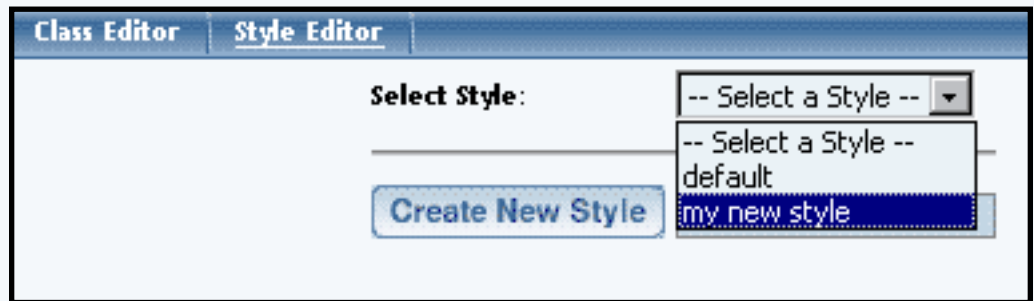 Class Editor Style Editor
Select Style: -- Select a Style --
-- Select a Style --
default
Create New Style my new style